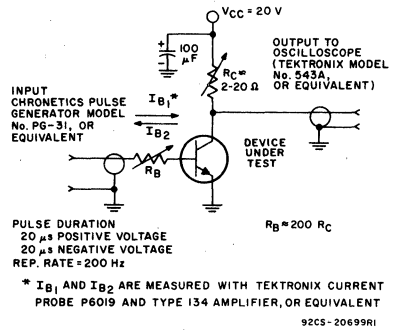 VCC = 20 V
+
100
μF
-
RC*
2-20 Ω
OUTPUT TO
OSCILLOSCOPE
(TEKTRONIX MODEL
No. 543A,
OR EQUIVALENT)
INPUT
CHRONETICS PULSE
GENERATOR MODEL
No. PG-31, OR
EQUIVALENT
IB1*
IB2
RB
DEVICE
UNDER
TEST
PULSE DURATION
20 μs POSITIVE VOLTAGE
20 μs NEGATIVE VOLTAGE
REP. RATE = 200 Hz
RB≈200 RC
* IB1 AND IB2 ARE MEASURED WITH TEKTRONIX CURRENT
PROBE P6019 AND TYPE 134 AMPLIFIER, OR EQUIVALENT
92CS-20699R1